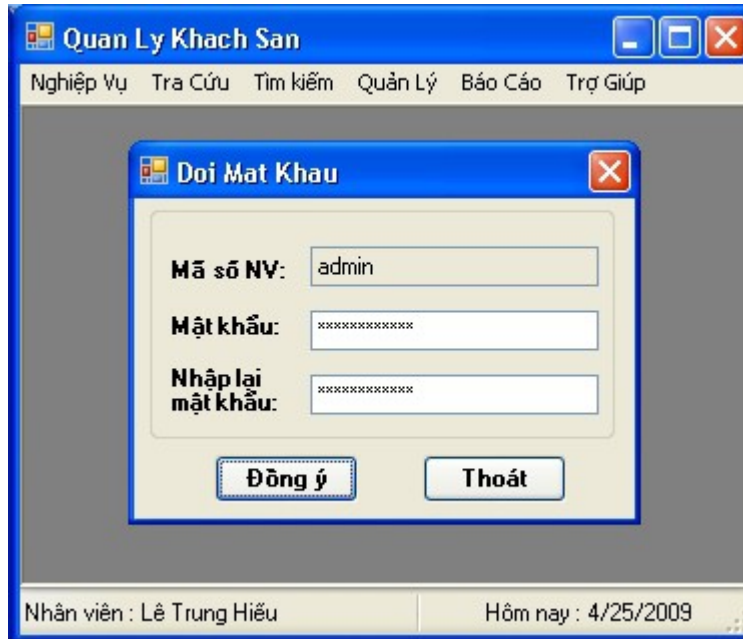 Quan Ly Khach San
Nghiệp Vụ Tra Cứu Tìm kiếm Quản Lý Báo Cáo Trợ Giúp
Doi Mat Khau
Mã số NV: admin
Mật khẩu: ************
Nhập lại
mật khẩu: ************
Đồng ý Thoát
Nhân viên : Lê Trung Hiếu Hôm nay : 4/25/2009